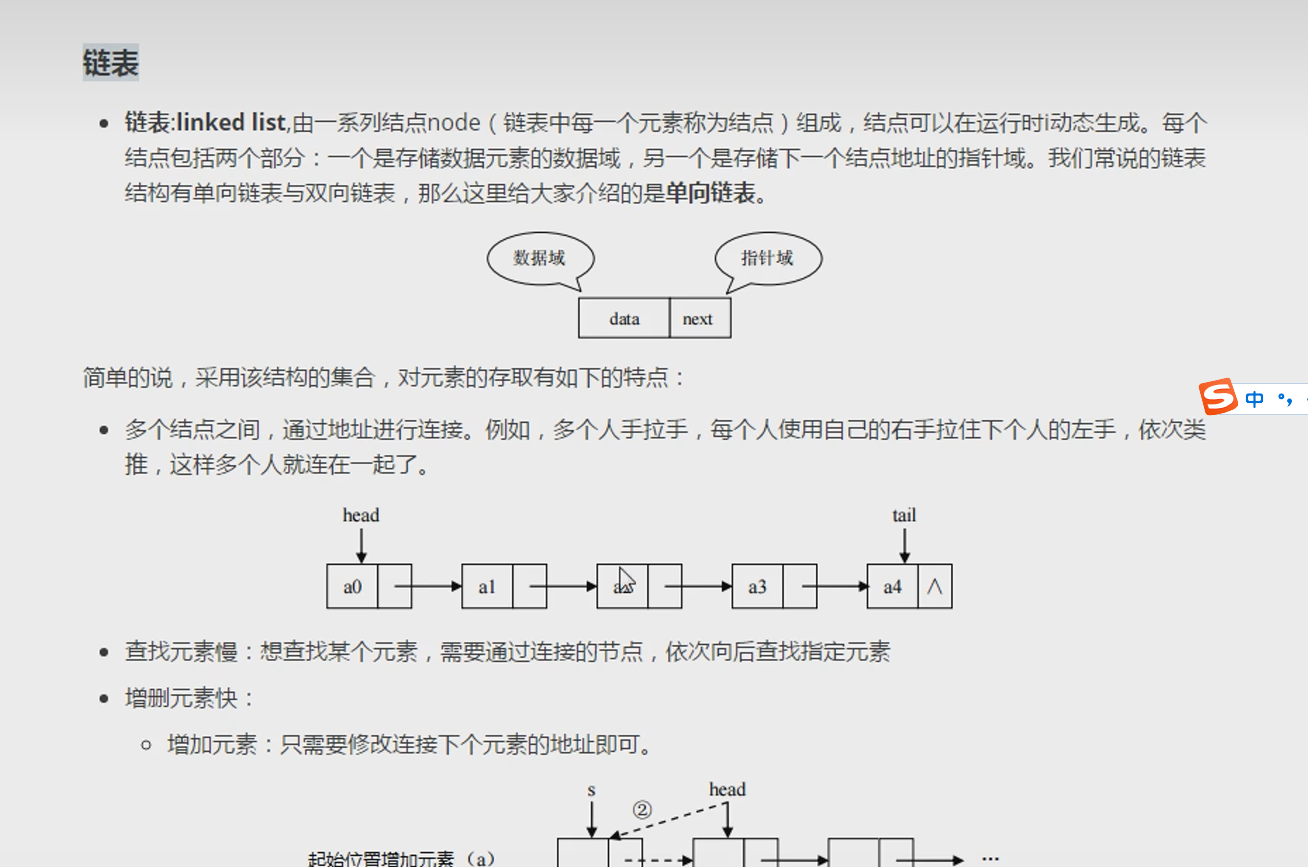 链表
链表:linked list,由一系列结点node（链表中每一个元素称为结点）组成，结点可以在运行时i动态生成。每个
结点包括两个部分：一个是存储数据元素的数据域，另一个是存储下一个结点地址的指针域。我们常说的链表
结构有单向链表与双向链表，那么这里给大家介绍的是单向链表。
数据域 指针域
data next
简单的说，采用该结构的集合，对元素的存取有如下的特点：
多个结点之间，通过地址进行连接。例如，多个人手拉手，每个人使用自己的右手拉住下个人的左手，依次类
推，这样多个人就连在一起了。
head tail
a0 a1 a3 a4 ∧
查找元素慢：想查找某个元素，需要通过连接的节点，依次向后查找指定元素
增删元素快：
增加元素：只需要修改连接下个元素的地址即可。
s head
②
起始位置增加元素（a） ···
S 中 °，